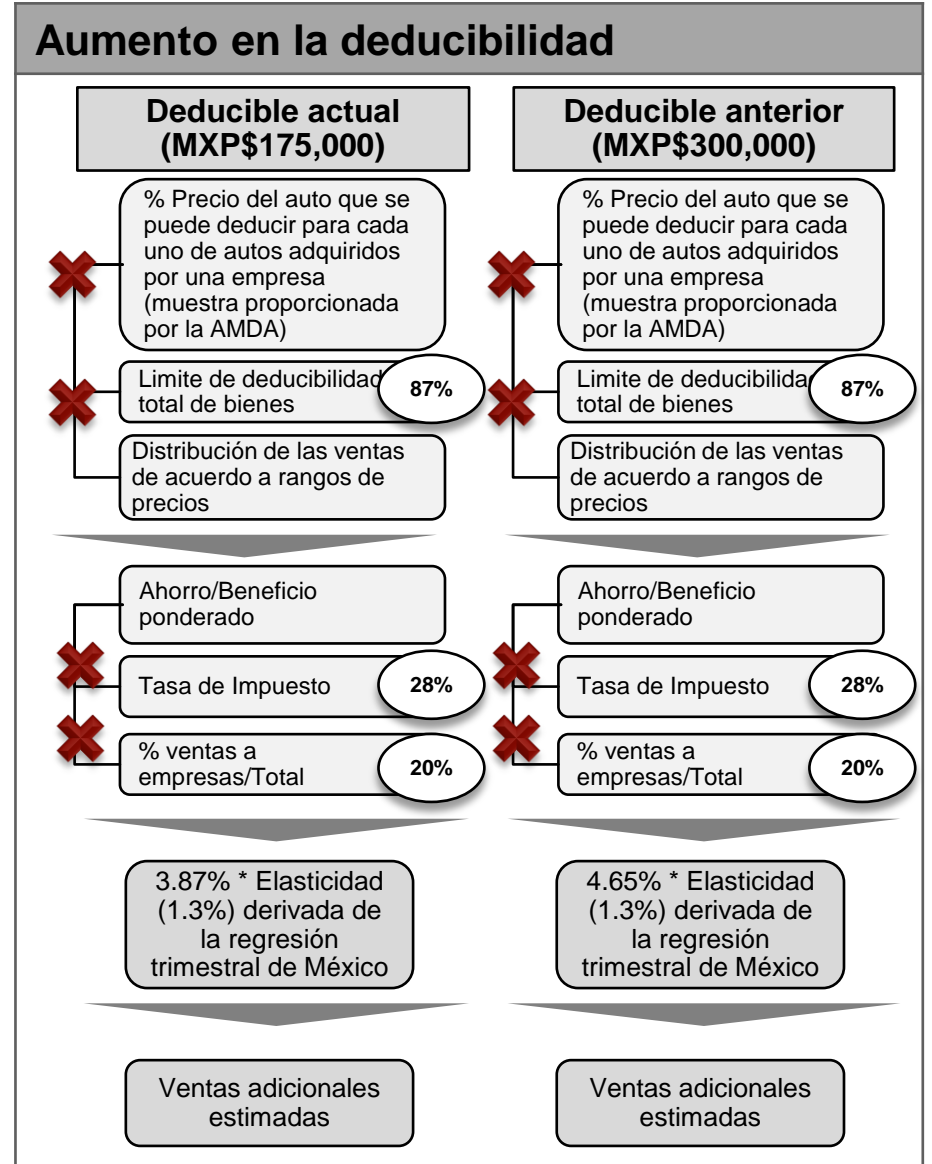 Aumento en la deducibilidad
Deducible actual
(MXP$175,000)
% Precio del auto que se
puede deducir para cada
uno de autos adquiridos
por una empresa
(muestra proporcionada
por la AMDA)
Limite de deducibilidad
total de bienes
87%
Distribución de las ventas
de acuerdo a rangos de
precios
Ahorro/Beneficio
ponderado
Tasa de Impuesto
28%
% ventas a
empresas/Total
20%
3.87% * Elasticidad
(1.3%) derivada de
la regresión
trimestral de México
Ventas adicionales
estimadas
Deducible anterior
(MXP$300,000)
% Precio del auto que se
puede deducir para cada
uno de autos adquiridos
por una empresa
(muestra proporcionada
por la AMDA)
Limite de deducibilidad
total de bienes
87%
Distribución de las ventas
de acuerdo a rangos de
precios
Ahorro/Beneficio
ponderado
Tasa de Impuesto
28%
% ventas a
empresas/Total
20%
4.65% * Elasticidad
(1.3%) derivada de
la regresión
trimestral de México
Ventas adicionales
estimadas